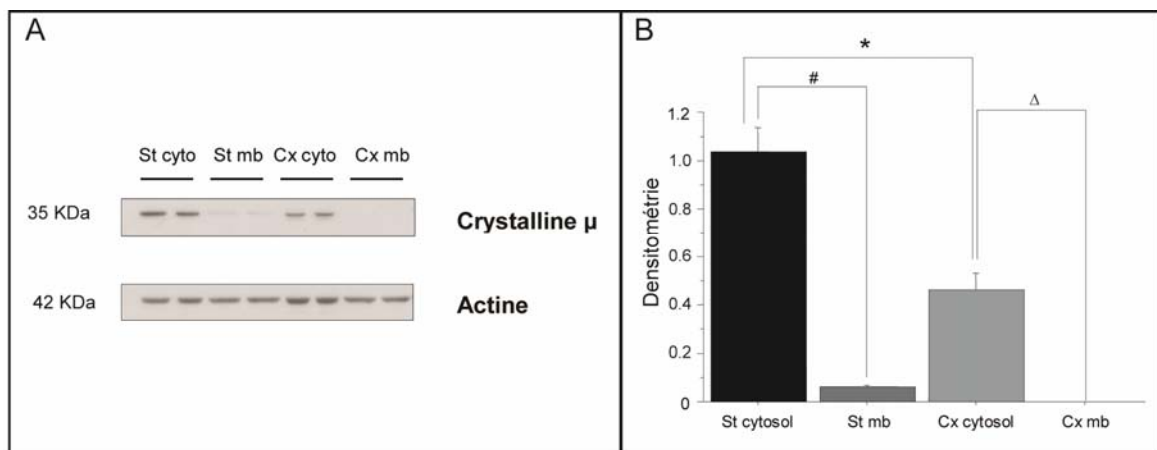 A
St cyto St mb Cx cyto Cx mb
35 KDa
Crystalline µ
42 KDa
Actine
B
*
#
Δ
Densitométrie
1.2
1.0
0.8
0.6
0.4
0.2
0
St cytosol St mb Cx cytosol Cx mb